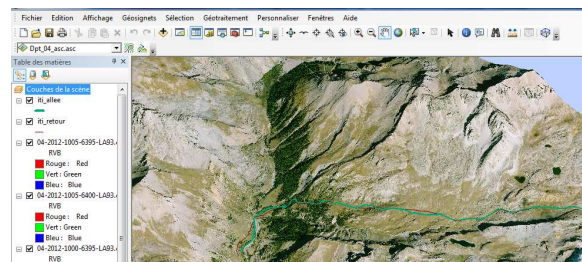 Fichier Edition Affichage Géosignets Sélection Géotraitement Personnaliser Fenêtres Aide
Dpt_04_asc.asc
Table des matières
Couches de la scène
iti_allee
iti_retour
04-2012-1005-6395-LA93.
RVB
Rouge : Red
Vert : Green
Bleu : Blue
04-2012-1005-6400-LA93.
RVB
Rouge : Red
Vert : Green
Bleu : Blue
04-2012-1000-6395-LA93.
RVB